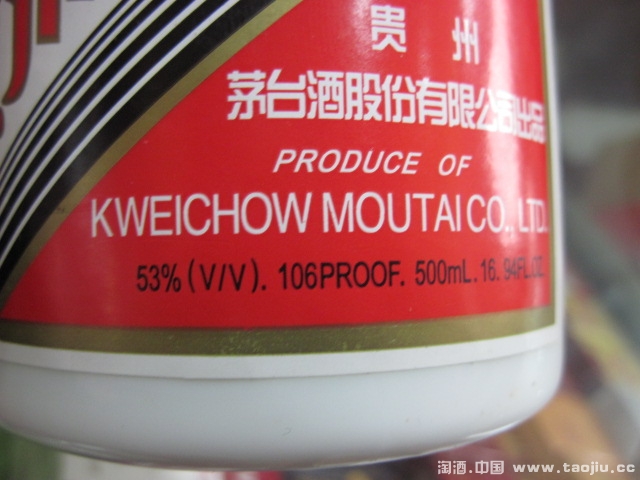 贵州
茅台酒股份有限公司出品
PRODUCE OF
KWEICHOW MOUTAI CO., LTD.
53%(V/V). 106PROOF. 500mL.16.94FL.OZ
淘酒.中国 www.taojiu.cc